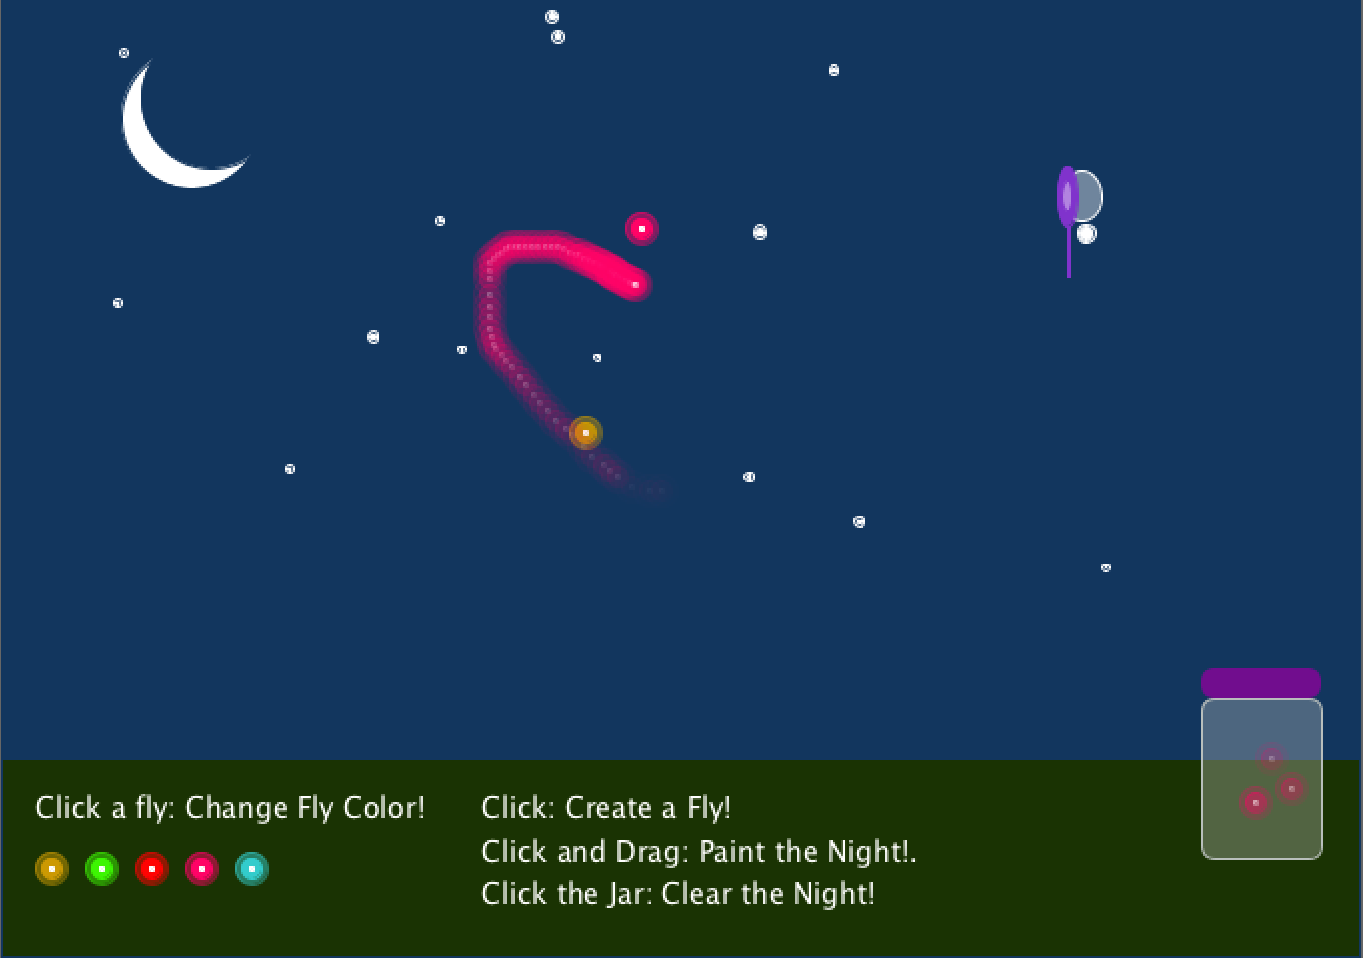 Click a fly: Change Fly Color!
Click: Create a Fly!
Click and Drag: Paint the Night!.
Click the Jar: Clear the Night!